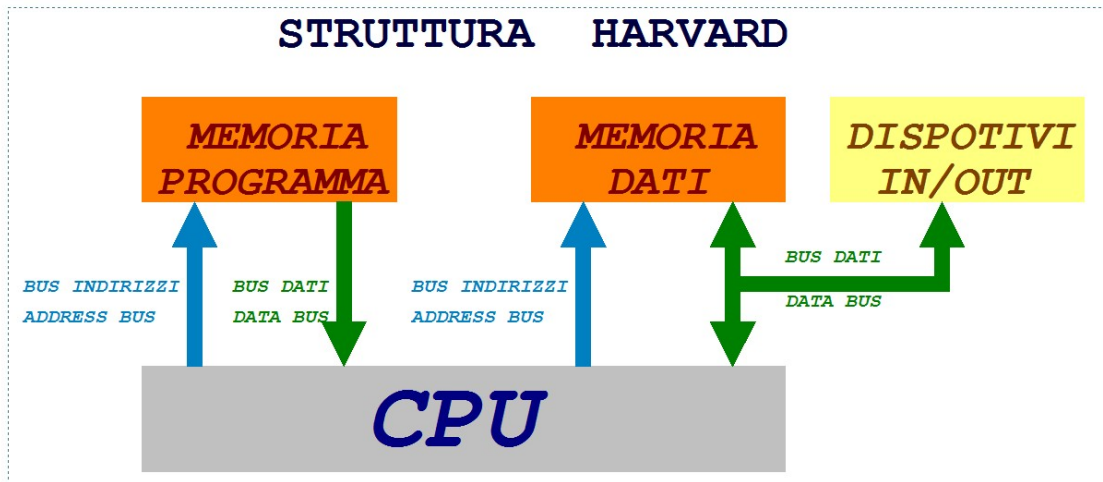 STRUTTURA HARVARD
MEMORIA
PROGRAMMA
MEMORIA
DATI
DISPOTIVI
IN/OUT
BUS INDIRIZZI
ADDRESS BUS
BUS DATI
DATA BUS
BUS INDIRIZZI
ADDRESS BUS
BUS DATI
DATA BUS
CPU